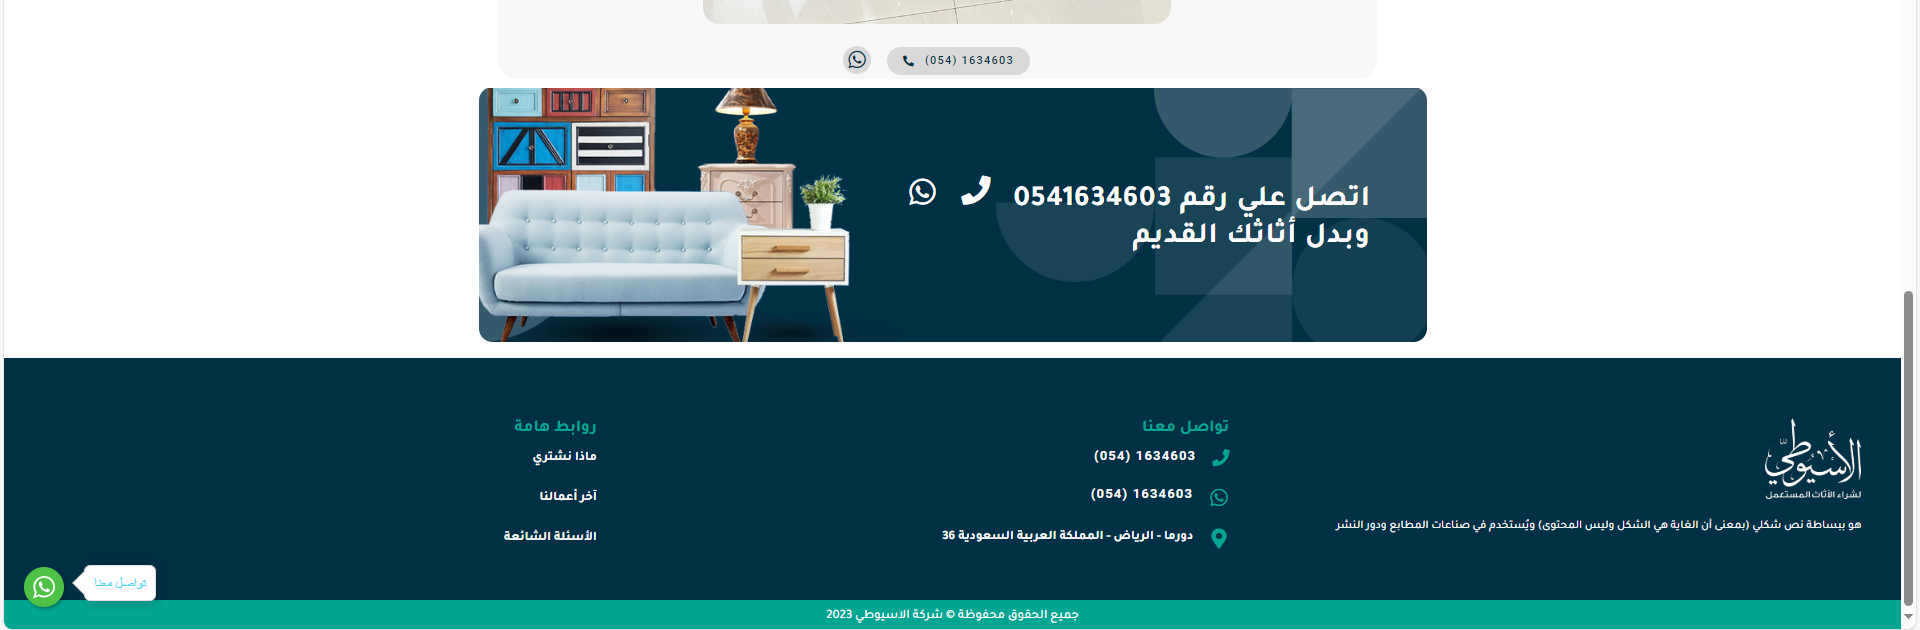 (054) 1634603
اتصل علي رقم 0541634603
وبدل أثاثك القديم
الأسيوطي
لشراء الأثاث المستعمل
هو ببساطة نص شكلي (بمعنى أن الغاية هي الشكل وليس المحتوى) ويُستخدم في صناعات المطابع ودور النشر
تواصل معنا
(054) 1634603
(054) 1634603
دورما - الرياض - المملكة العربية السعودية 36
روابط هامة
ماذا نشتري
آخر أعمالنا
الأسئلة الشائعة
تواصل معنا
جميع الحقوق محفوظة © شركة الاسيوطي 2023